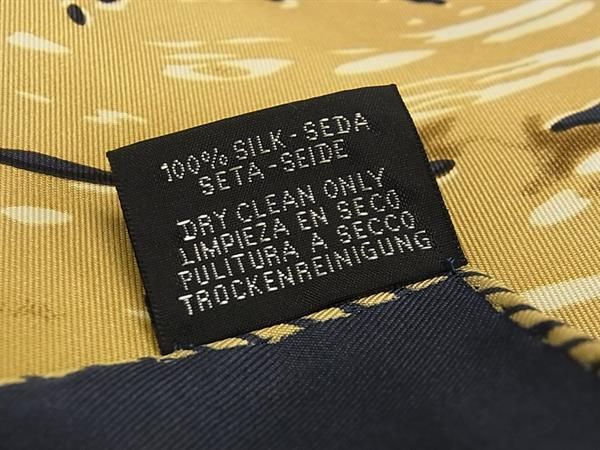 100% SILK-SEDA
SETA-SEIDE
DRY CLEAN ONLY
LIMPIEZA EN SECO
PULITURA A SECCO
TROCKENREINIGUNG